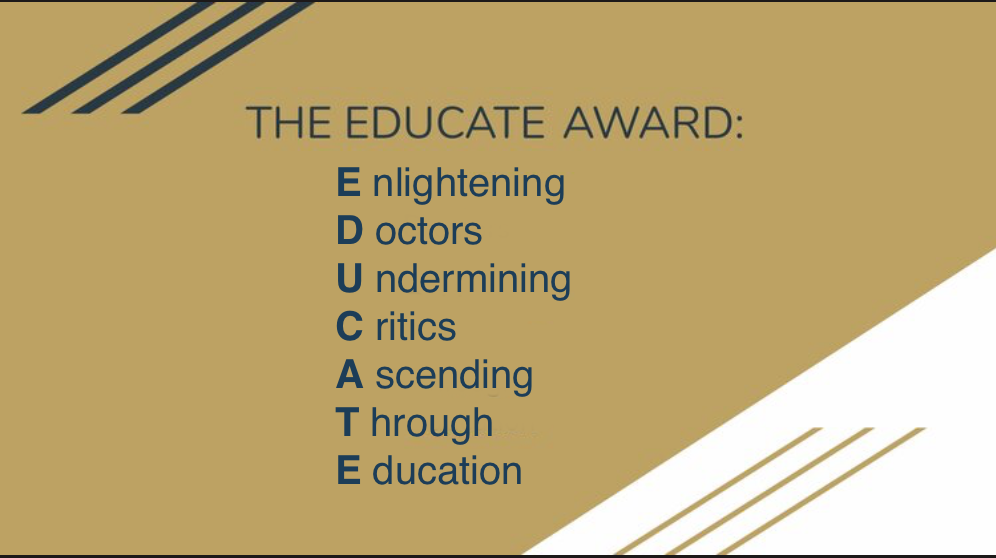 THE EDUCATE AWARD:
E nlightening
D octors
U ndermining
C ritics
A scending
T hrough
E ducation